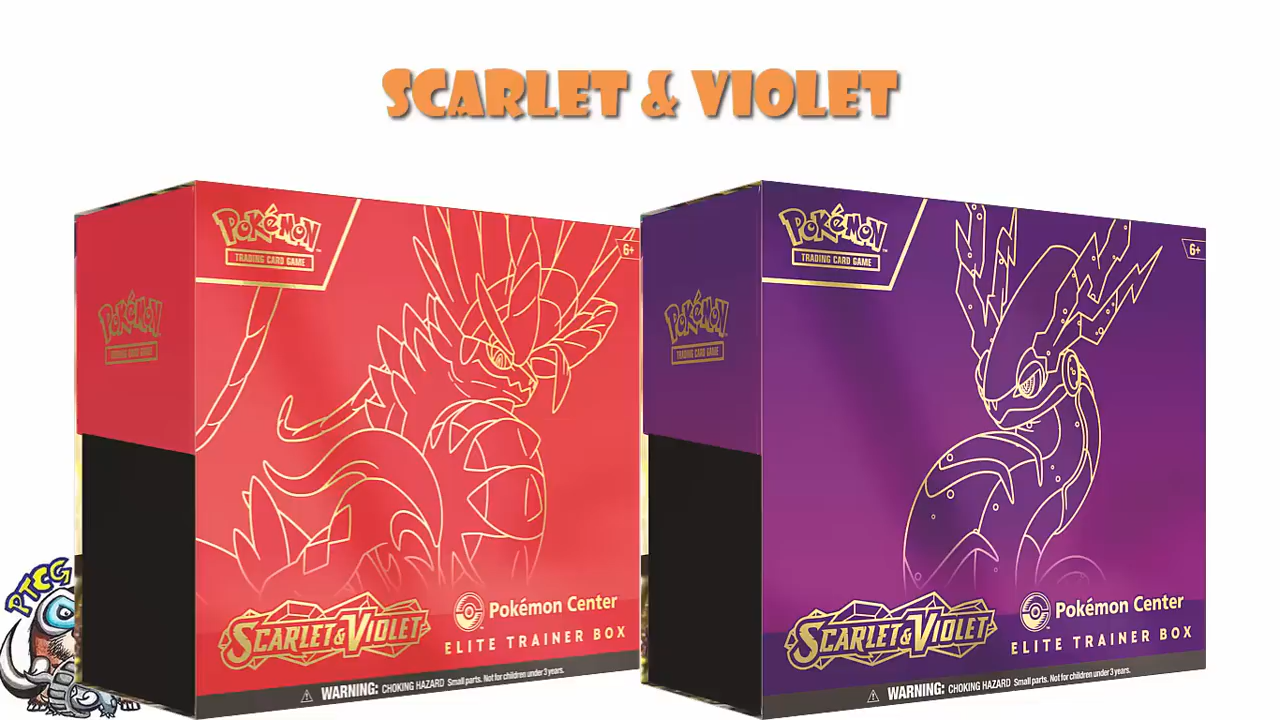 SCARLET & VIOLET
POKéMON
TRADING CARD GAME
6+
POKéMON
TRADING CARD GAME
SCARLET & VIOLET
Pokémon Center
ELITE TRAINER BOX
WARNING: CHOKING HAZARD Small parts. Not for children under 3 years.
POKéMON
TRADING CARD GAME
6+
POKéMON
TRADING CARD GAME
SCARLET & VIOLET
Pokémon Center
ELITE TRAINER BOX
WARNING: CHOKING HAZARD Small parts. Not for children under 3 years.
PTCG